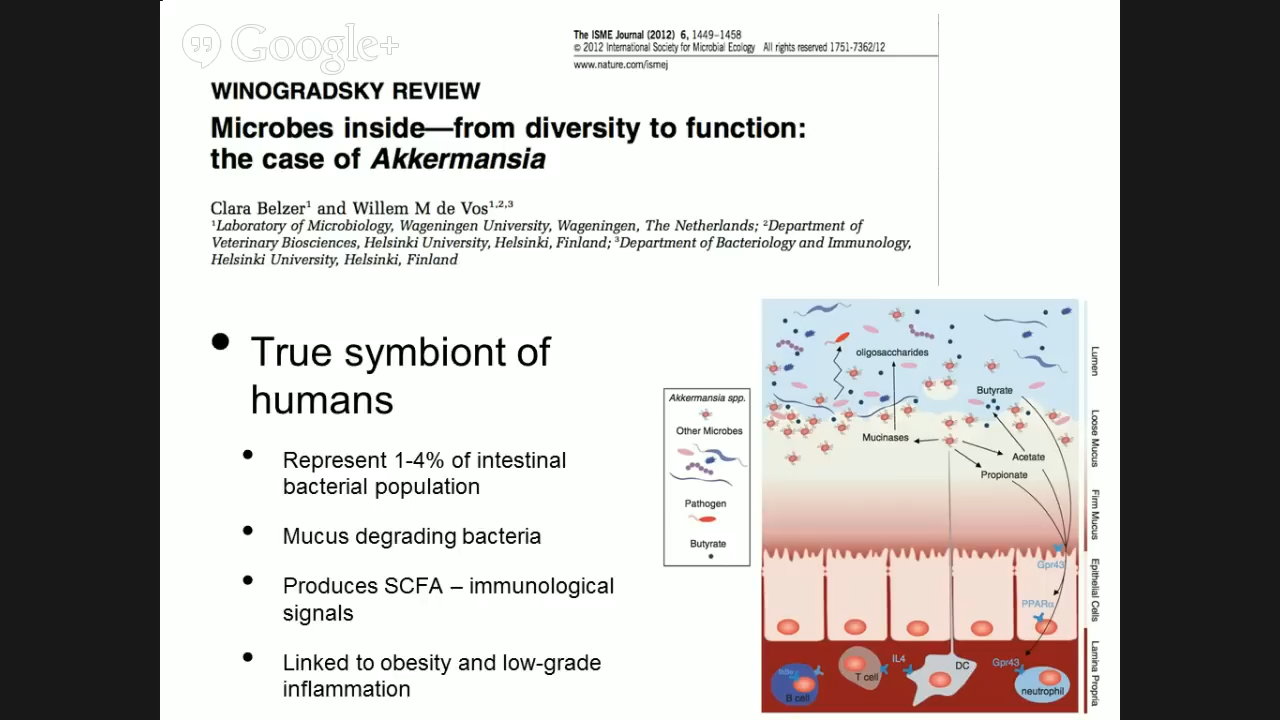 Google+
The ISME Journal (2012) 6, 1449–1458
© 2012 International Society for Microbial Ecology All rights reserved 1751-7362/12
www.nature.com/ismej
WINOGRADSKY REVIEW
Microbes inside—from diversity to function:
the case of Akkermansia
Clara Belzer1 and Willem M de Vos1,2,3
1Laboratory of Microbiology, Wageningen University, Wageningen, The Netherlands; 2Department of
Veterinary Biosciences, Helsinki University, Helsinki, Finland; 3Department of Bacteriology and Immunology,
Helsinki University, Helsinki, Finland
• True symbiont of
humans
• Represent 1-4% of intestinal
bacterial population
• Mucus degrading bacteria
• Produces SCFA – immunological
signals
• Linked to obesity and low-grade
inflammation
Akkermansia spp.
Other Microbes
Pathogen
Butyrate
oligosaccharides
Butyrate
Mucinases
Acetate
Propionate
Gpr43
PPARα
IL4
DC
Gpr43
T cell
B cell
neutrophil
Lumen
Loose Mucus
Firm Mucus
Epithelial Cells
Lamina Propria